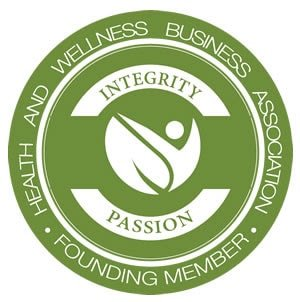 HEALTH AND WELLNESS BUSINESS ASSOCIATION
INTEGRITY
PASSION
· FOUNDING MEMBER ·